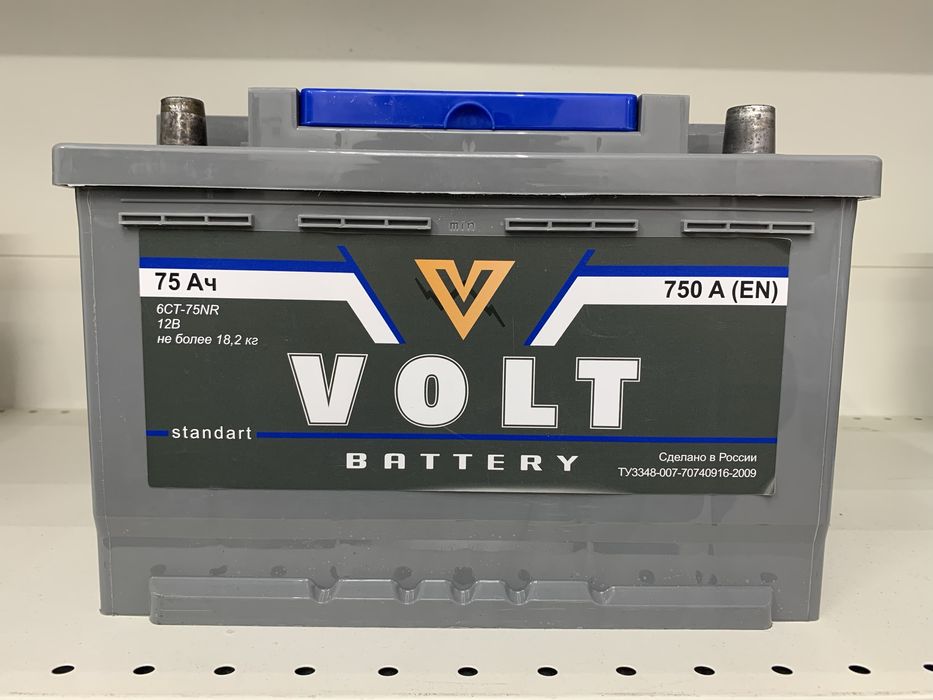 min
75 Ач
750 А (EN)
6СТ-75NR
12В
не более 18,2 кг
VOLT
standart
BATTERY
Сделано в России
ТУ3348-007-70740916-2009